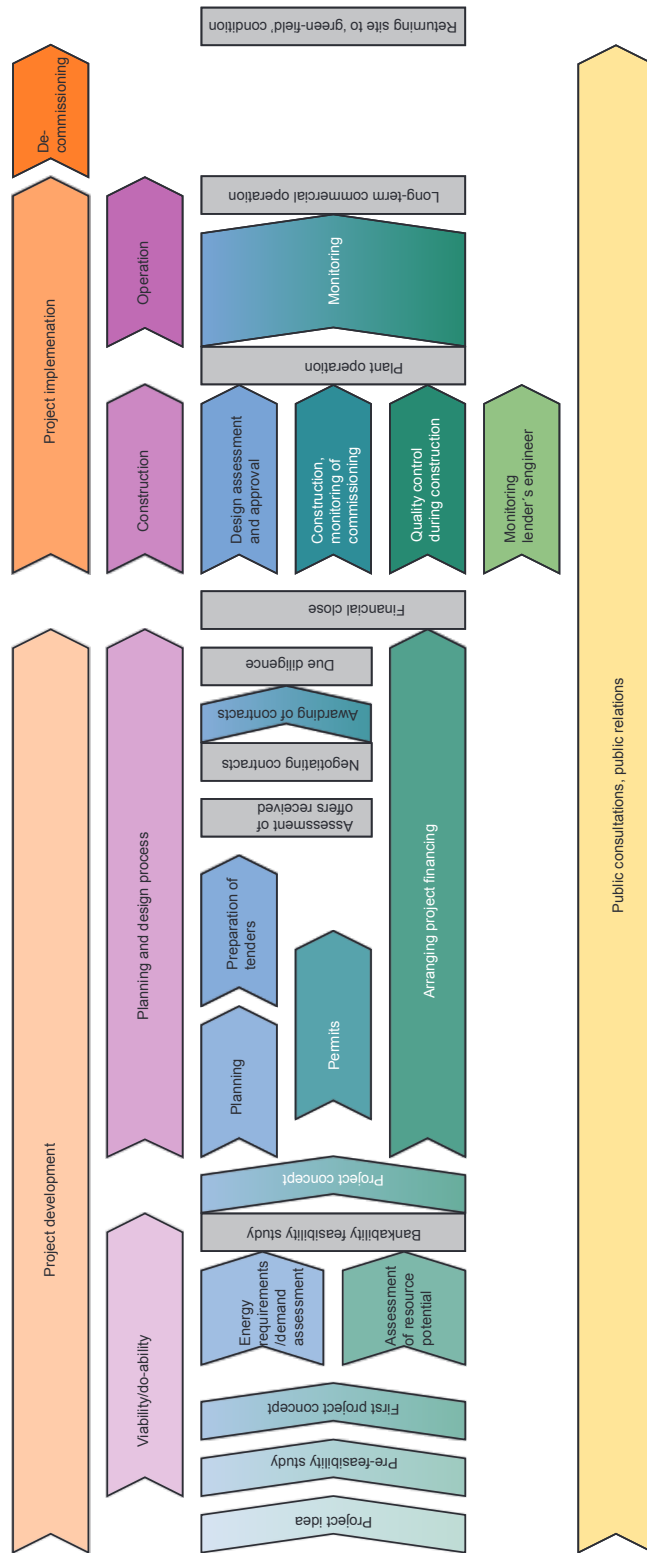 Project development
Project implemenation
De-
commissioning
Viability/do-ability
Planning and design process
Construction
Operation
Project idea
Pre-feasibility study
First project concept
Energy
requirements
/demand
assessment
Assessment
of resource
potential
Bankability feasibility study
Project concept
Planning
Preparation of
tenders
Permits
Arranging project financing
Assessment of
offers received
Negotiating contracts
Awarding of contracts
Due diligence
Financial close
Design assessment
and approval
Construction,
monitoring of
commissioning
Quality control
during construction
Monitoring
lender´s engineer
Plant operation
Monitoring
Long-term commercial operation
Returning site to 'green-field' condition
Public consultations, public relations